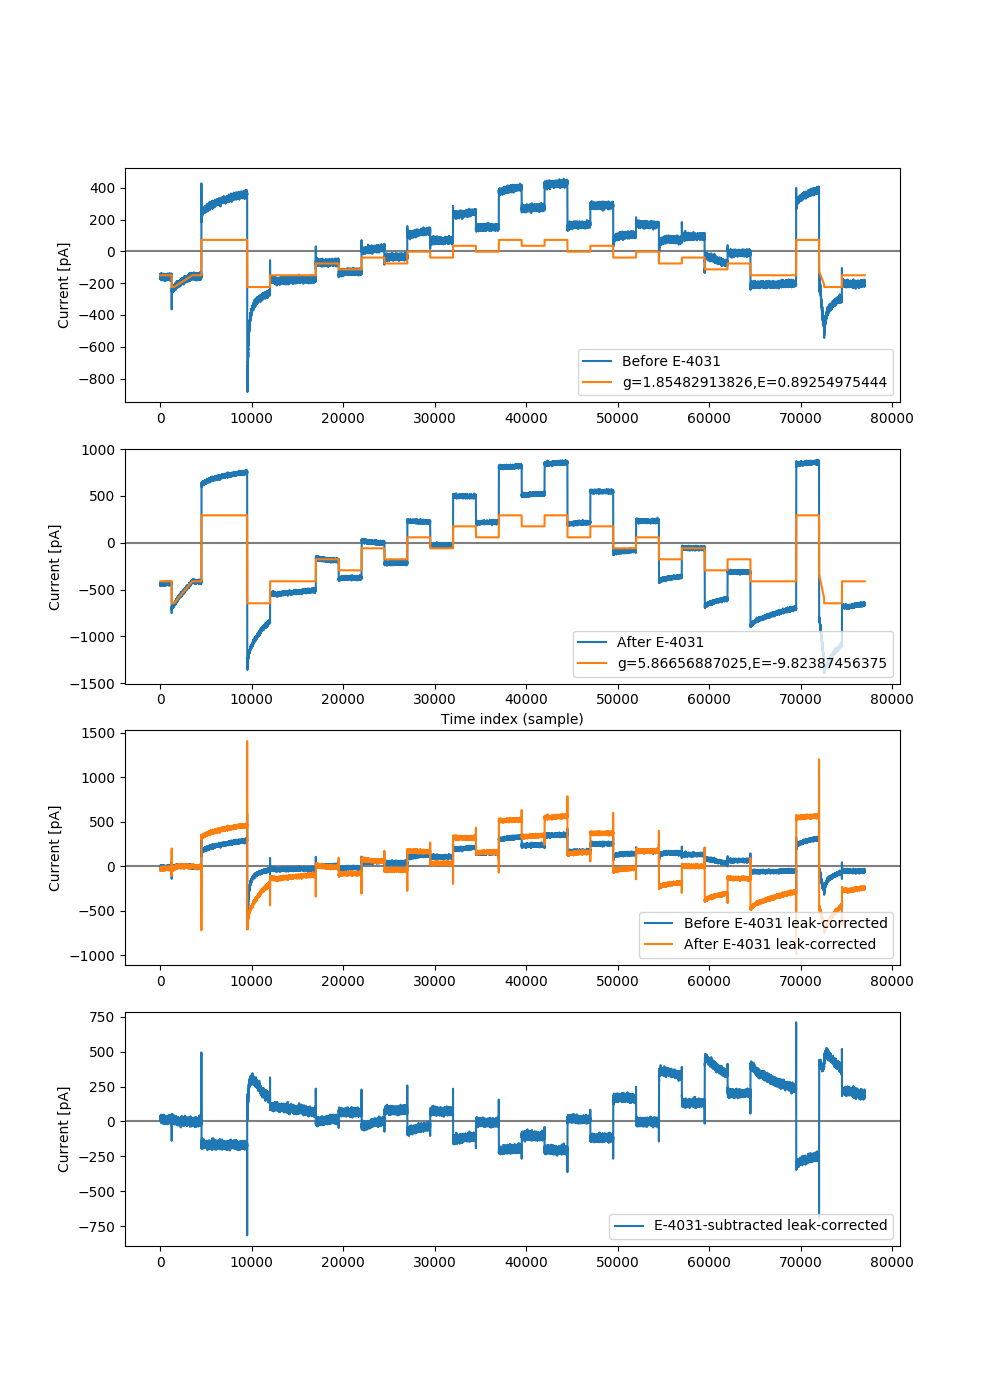 400
200
0
−200
−400
−600
−800
Current [pA]
Before E-4031
g=1.85482913826,E=0.89254975444
0 10000 20000 30000 40000 50000 60000 70000 80000
1000
500
0
−500
−1000
−1500
Current [pA]
After E-4031
g=5.86656887025,E=-9.82387456375
0 10000 20000 30000 40000 50000 60000 70000 80000
Time index (sample)
1500
1000
500
0
−500
−1000
Current [pA]
Before E-4031 leak-corrected
After E-4031 leak-corrected
0 10000 20000 30000 40000 50000 60000 70000 80000
750
500
250
0
−250
−500
−750
Current [pA]
E-4031-subtracted leak-corrected
0 10000 20000 30000 40000 50000 60000 70000 80000